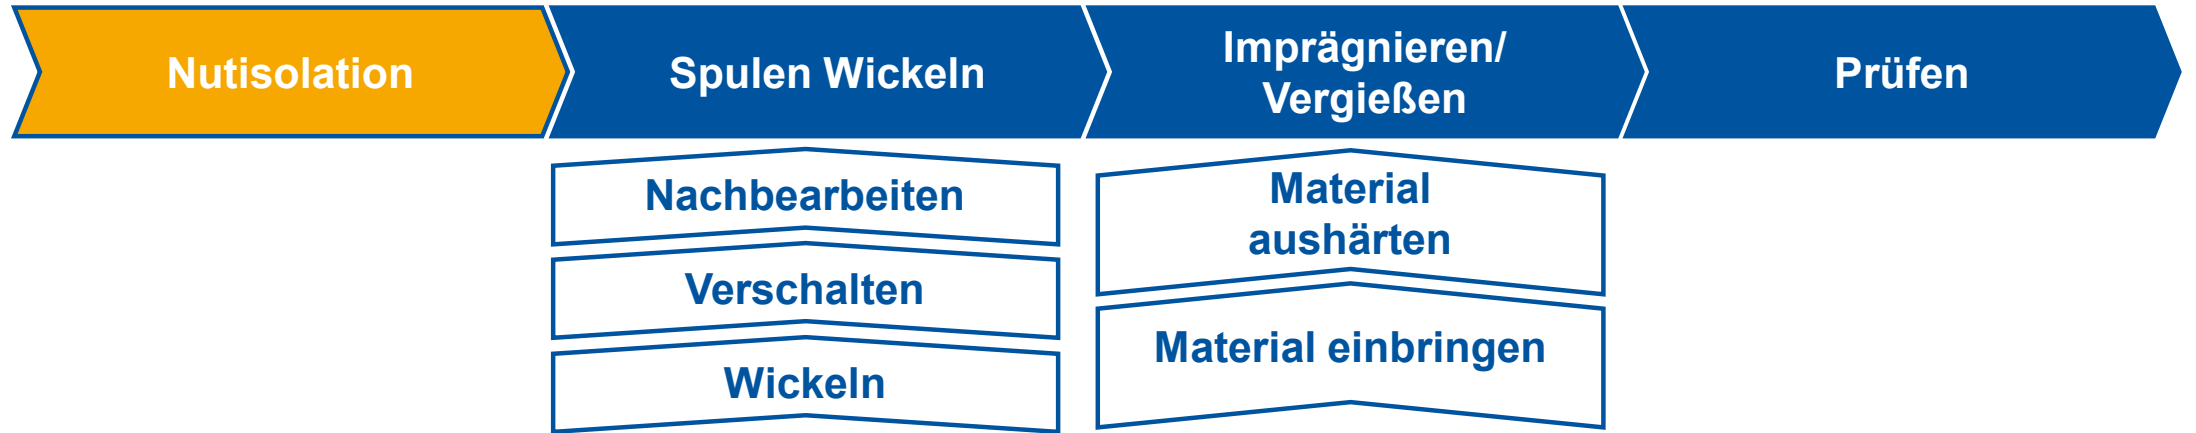 Nutisolation
Spulen Wickeln
Imprägnieren/
Vergießen
Prüfen
Nachbearbeiten
Verschalten
Wickeln
Material
aushärten
Material einbringen